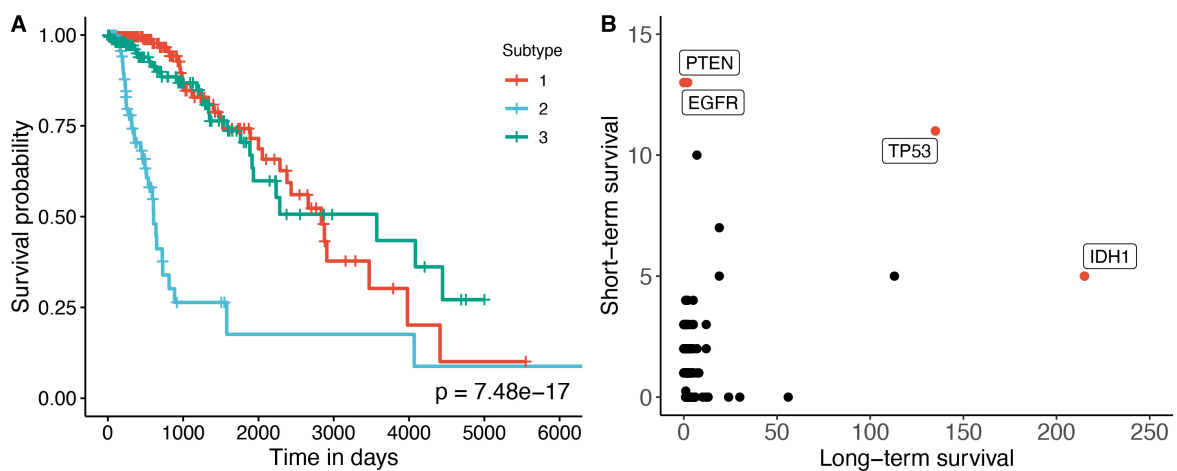 A
Survival probability
1.00
0.75
0.50
0.25
0.00
Subtype
1
2
3
p = 7.48e−17
0 1000 2000 3000 4000 5000 6000
Time in days
B
Short−term survival
15
10
5
0
PTEN
EGFR
TP53
IDH1
0 50 100 150 200 250
Long−term survival